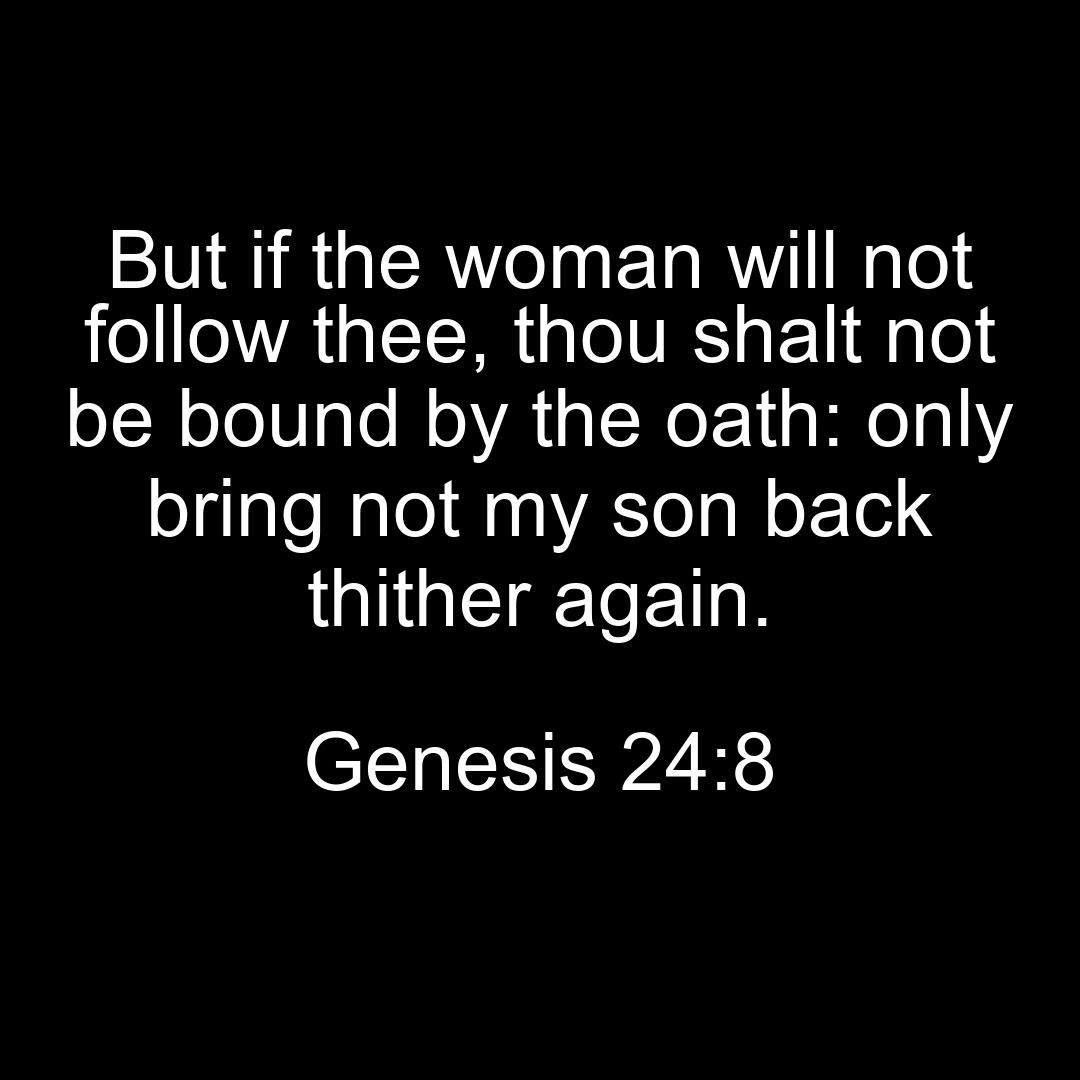 But if the woman will not
follow thee, thou shalt not
be bound by the oath: only
bring not my son back
thither again.
Genesis 24:8